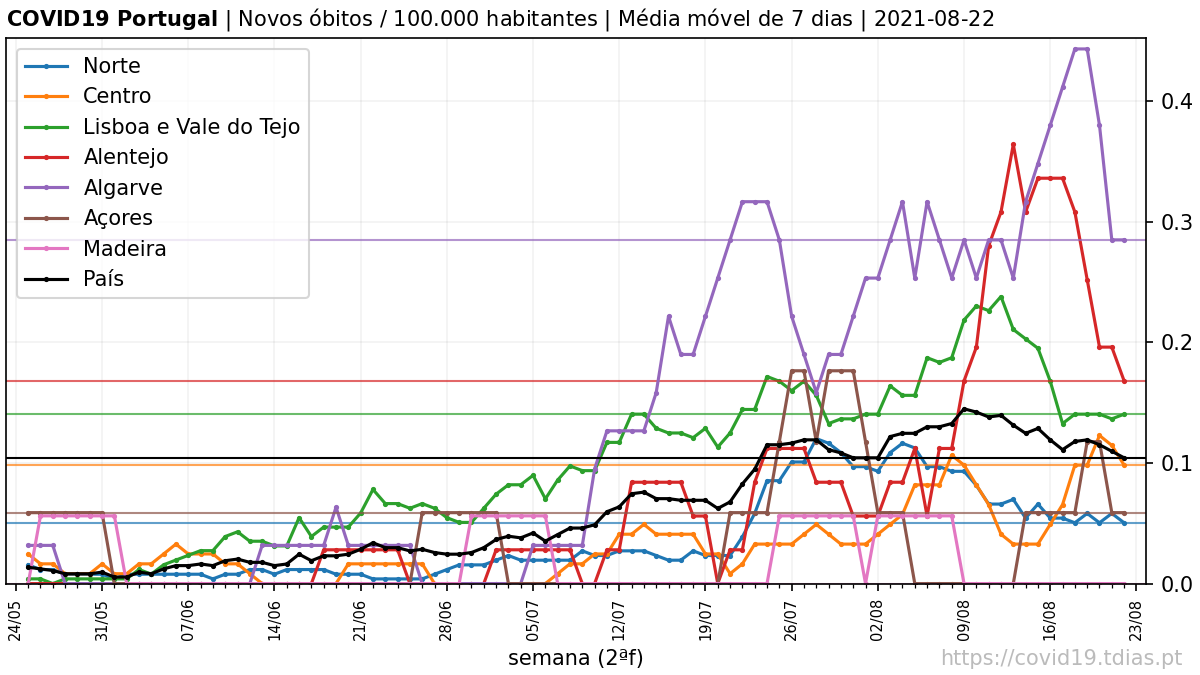 COVID19 Portugal | Novos óbitos / 100.000 habitantes | Média móvel de 7 dias | 2021-08-22
Norte
Centro
Lisboa e Vale do Tejo
Alentejo
Algarve
Açores
Madeira
País
0.4
0.3
0.2
0.1
0.0
24/05 31/05 07/06 14/06 21/06 28/06 05/07 12/07 19/07 26/07 02/08 09/08 16/08 23/08
semana (2ªf)
https://covid19.tdias.pt